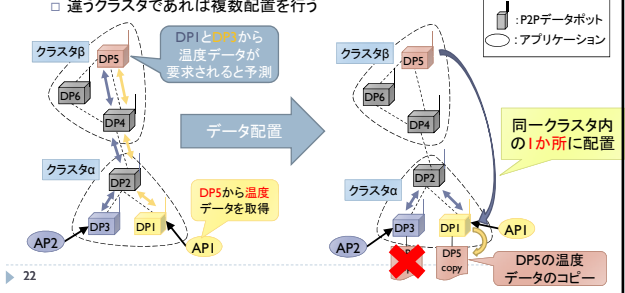 □ 違うクラスタであれば複数配置を行う
:P2Pデータポット
:アプリケーション
クラスタβ
DP5
DP6
DP4
DP1とDP3から
温度データが
要求されると予測
データ配置
クラスタα
DP2
DP3
DP1
AP2
AP1
DP5から温度
データを取得
クラスタβ
DP5
DP6
DP4
同一クラスタ内
の1か所に配置
クラスタα
DP2
DP3
DP1
AP2
AP1
DP5
copy
DP5の温度
データのコピー
22